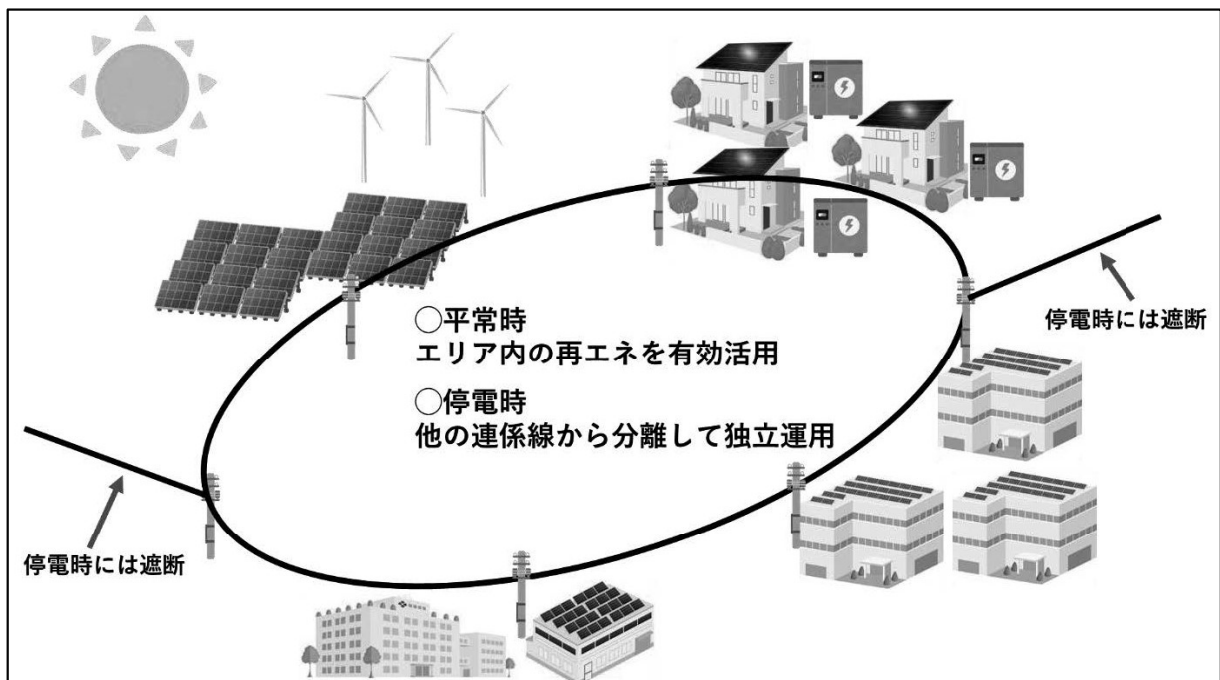 ◯平常時
エリア内の再エネを有効活用
◯停電時
他の連係線から分離して独立運用
停電時には遮断
停電時には遮断